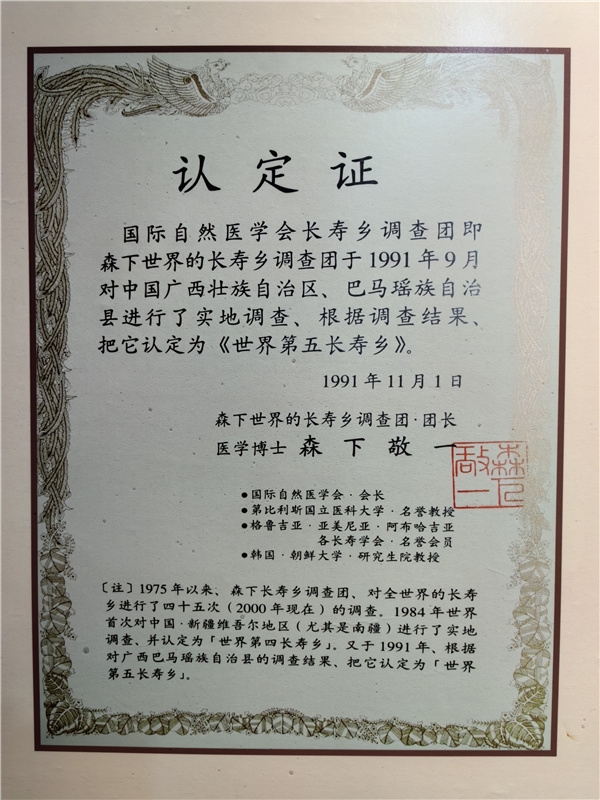 认定证
国际自然医学会长寿乡调查团即
森下世界的长寿乡调查团于1991年9月
对中国广西壮族自治区、巴马瑶族自治
县进行了实地调查、根据调查结果、
把它认定为《世界第五长寿乡》。
1991年11月1日
森下世界的长寿乡调查团·团长
医学博士 森下敬一
森下
敬一
●国际自然医学会·会长
●第比利斯国立医科大学·名誉教授
●格鲁吉亚·亚美尼亚·阿布哈吉亚
各长寿学会·名誉会员
●韩国·朝鲜大学·研究生院教授
〔注〕1975年以来、森下长寿乡调查团、对全世界的长寿
乡进行了四十五次（2000年现在）的调查。1984年世界
首次对中国·新疆维吾尔地区（尤其是南疆）进行了实地
调查、并认定为「世界第四长寿乡」。又于1991年、根据
对广西巴马瑶族自治县的调查结果、把它认定为「世界
第五长寿乡」。